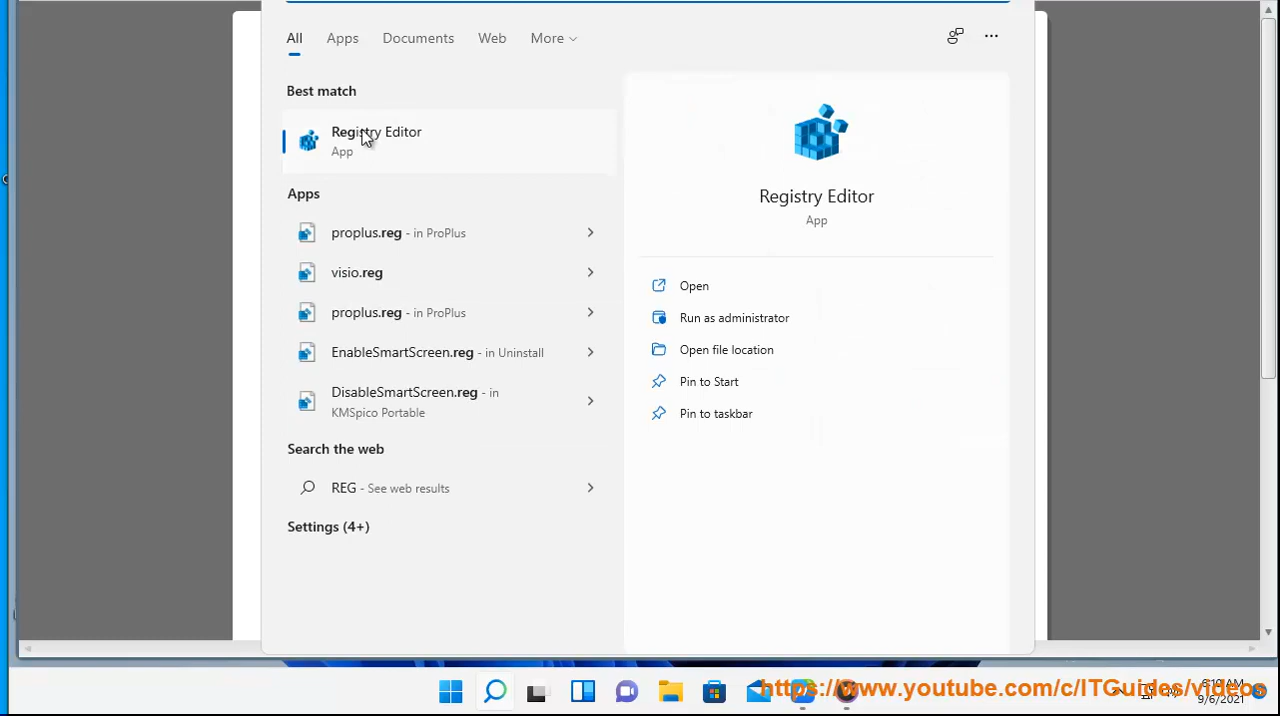 All Apps Documents Web More
Best match
Registry Editor
App
Apps
proplus.reg - in ProPlus
visio.reg
proplus.reg - in ProPlus
EnableSmartScreen.reg - in Uninstall
DisableSmartScreen.reg - in
KMSpico Portable
Search the web
REG - See web results
Settings (4+)
Registry Editor
App
Open
Run as administrator
Open file location
Pin to Start
Pin to taskbar
https://www.youtube.com/c/ITGuides/videos
9/6/2021